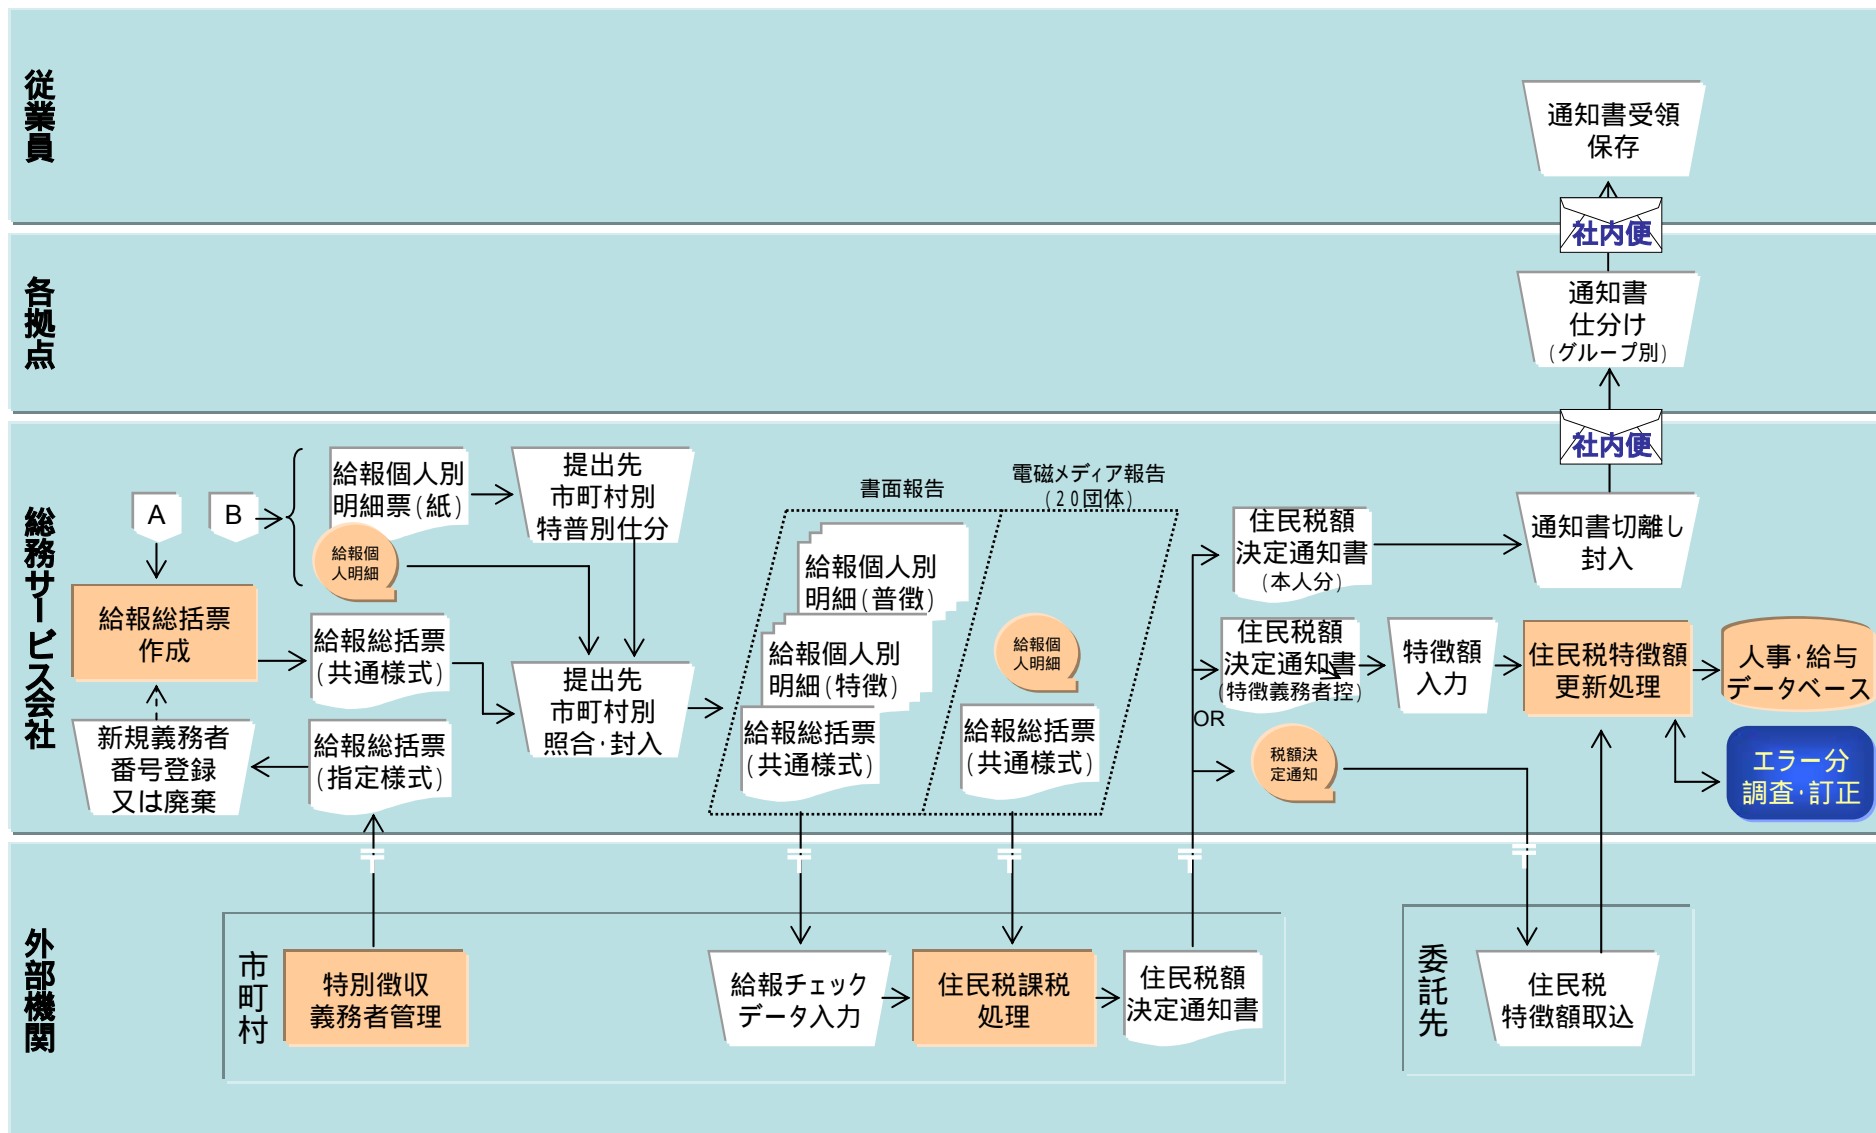 従業員
通知書受領
保存
社内便
各拠点
通知書
仕分け
(グループ別)
社内便
総務サービス会社
A
B
給報個人別
明細票(紙)
給報個
人明細
提出先
市町村別
特普別仕分
給報総括票
作成
給報総括票
(共通様式)
新規義務者
番号登録
又は廃棄
給報総括票
(指定様式)
提出先
市町村別
照合・封入
書面報告
電磁メディア報告
(20団体)
給報個人別
明細(普徴)
給報個人別
明細(特徴)
給報総括票
(共通様式)
給報個
人明細
給報総括票
(共通様式)
住民税額
決定通知書
(本人分)
通知書切離し
封入
住民税額
決定通知書
(特徴義務者控)
特徴額
入力
住民税特徴額
更新処理
人事・給与
データベース
OR
税額決
定通知
エラー分
調査・訂正
外部機関
〒
〒
〒
〒
〒
市町村
特別徴収
義務者管理
給報チェック
データ入力
住民税課税
処理
住民税額
決定通知書
委託先
住民税
特徴額取込